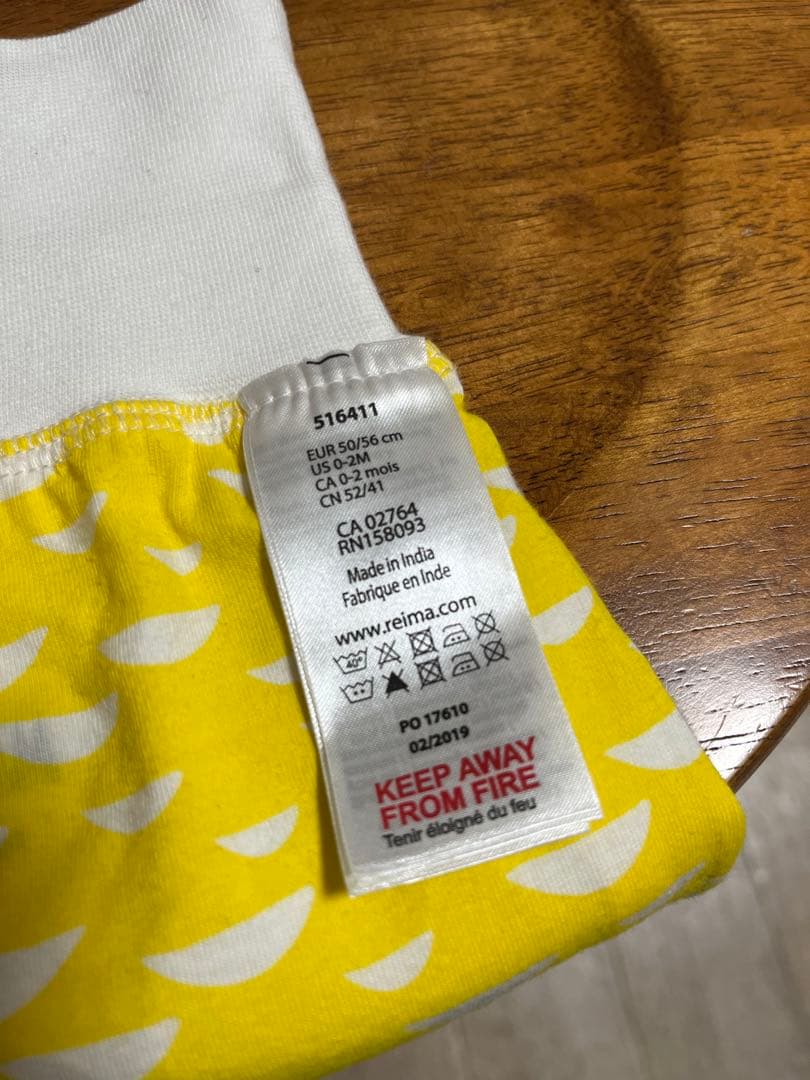 516411
EUR 50/56 cm
US 0-2M
CA 0-2 mois
CN 52/41
CA 02764
RN158093
Made in India
Fabrique en Inde
www.reima.com
40°
PO 17610
02/2019
KEEP AWAY
FROM FIRE
Tenir éloigné du feu